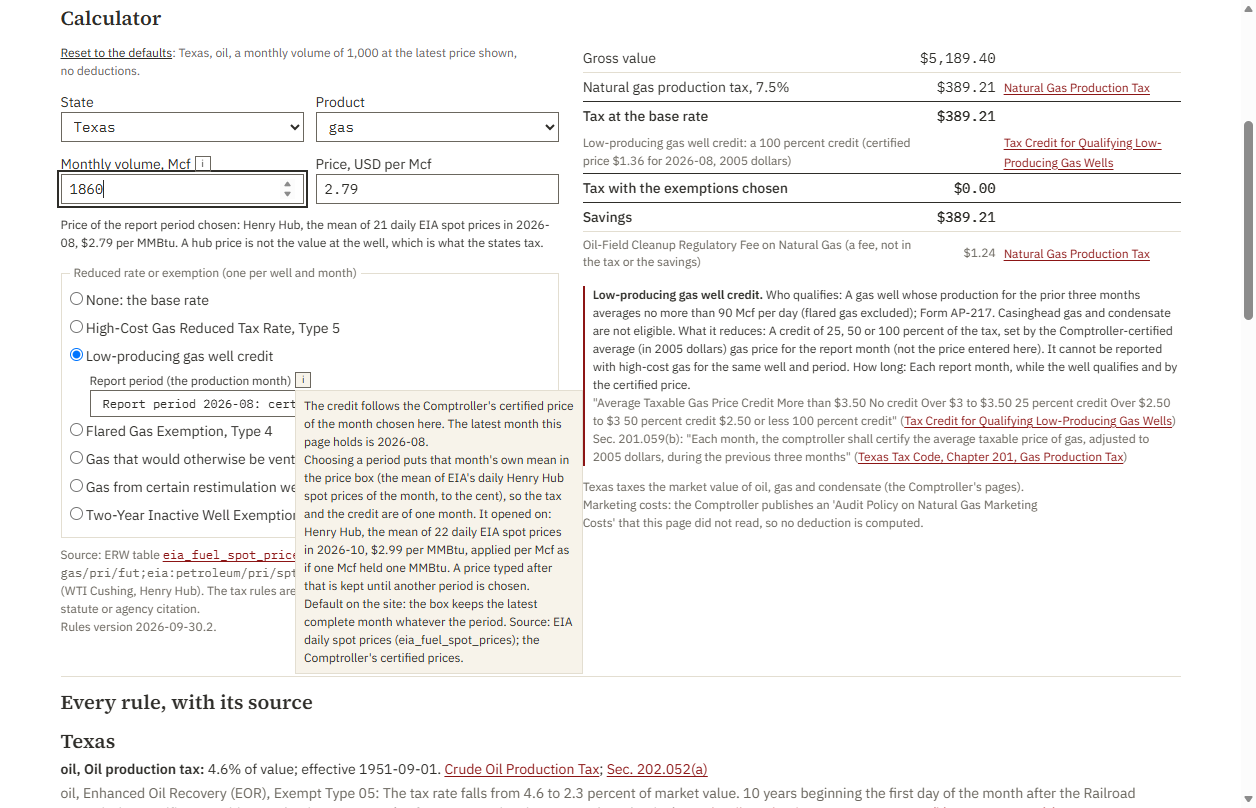 Calculator
Reset to the defaults: Texas, oil, a monthly volume of 1,000 at the latest price shown,
no deductions.
State
Product
Texas
gas
Monthly volume, Mcf i
Price, USD per Mcf
1860
2.79
Price of the report period chosen: Henry Hub, the mean of 21 daily EIA spot prices in 2026-
08, $2.79 per MMBtu. A hub price is not the value at the well, which is what the states tax.
Reduced rate or exemption (one per well and month)
None: the base rate
High-Cost Gas Reduced Tax Rate, Type 5
Low-producing gas well credit
Report period (the production month) i
Report period 2026-08: cert
Flared Gas Exemption, Type 4
Gas that would otherwise be vent
Gas from certain restimulation we
Two-Year Inactive Well Exemption
Source: ERW table eia_fuel_spot_price
gas/pri/fut;eia:petroleum/pri/spt
(WTI Cushing, Henry Hub). The tax rules are
statute or agency citation.
Rules version 2026-09-30.2.
The credit follows the Comptroller's certified price
of the month chosen here. The latest month this
page holds is 2026-08.
Choosing a period puts that month's own mean in
the price box (the mean of EIA's daily Henry Hub
spot prices of the month, to the cent), so the tax
and the credit are of one month. It opened on:
Henry Hub, the mean of 22 daily EIA spot prices
in 2026-10, $2.99 per MMBtu, applied per Mcf as
if one Mcf held one MMBtu. A price typed after
that is kept until another period is chosen.
Default on the site: the box keeps the latest
complete month whatever the period. Source: EIA
daily spot prices (eia_fuel_spot_prices); the
Comptroller's certified prices.
Gross value $5,189.40
Natural gas production tax, 7.5% $389.21 Natural Gas Production Tax
Tax at the base rate $389.21
Low-producing gas well credit: a 100 percent credit (certified
price $1.36 for 2026-08, 2005 dollars)
Tax Credit for Qualifying Low-
Producing Gas Wells
Tax with the exemptions chosen $0.00
Savings $389.21
Oil-Field Cleanup Regulatory Fee on Natural Gas (a fee, not in
the tax or the savings)
$1.24 Natural Gas Production Tax
Low-producing gas well credit. Who qualifies: A gas well whose production for the prior three months
averages no more than 90 Mcf per day (flared gas excluded); Form AP-217. Casinghead gas and condensate
are not eligible. What it reduces: A credit of 25, 50 or 100 percent of the tax, set by the Comptroller-certified
average (in 2005 dollars) gas price for the report month (not the price entered here). It cannot be reported
with high-cost gas for the same well and period. How long: Each report month, while the well qualifies and by
the certified price.
"Average Taxable Gas Price Credit More than $3.50 No credit Over $3 to $3.50 25 percent credit Over $2.50
to $3 50 percent credit $2.50 or less 100 percent credit" (Tax Credit for Qualifying Low-Producing Gas Wells)
Sec. 201.059(b): "Each month, the comptroller shall certify the average taxable price of gas, adjusted to
2005 dollars, during the previous three months" (Texas Tax Code, Chapter 201, Gas Production Tax)
Texas taxes the market value of oil, gas and condensate (the Comptroller's pages).
Marketing costs: the Comptroller publishes an 'Audit Policy on Natural Gas Marketing
Costs' that this page did not read, so no deduction is computed.
Every rule, with its source
Texas
oil, Oil production tax: 4.6% of value; effective 1951-09-01. Crude Oil Production Tax; Sec. 202.052(a)
oil, Enhanced Oil Recovery (EOR), Exempt Type 05: The tax rate falls from 4.6 to 2.3 percent of market value. 10 years beginning the first day of the month after the Railroad